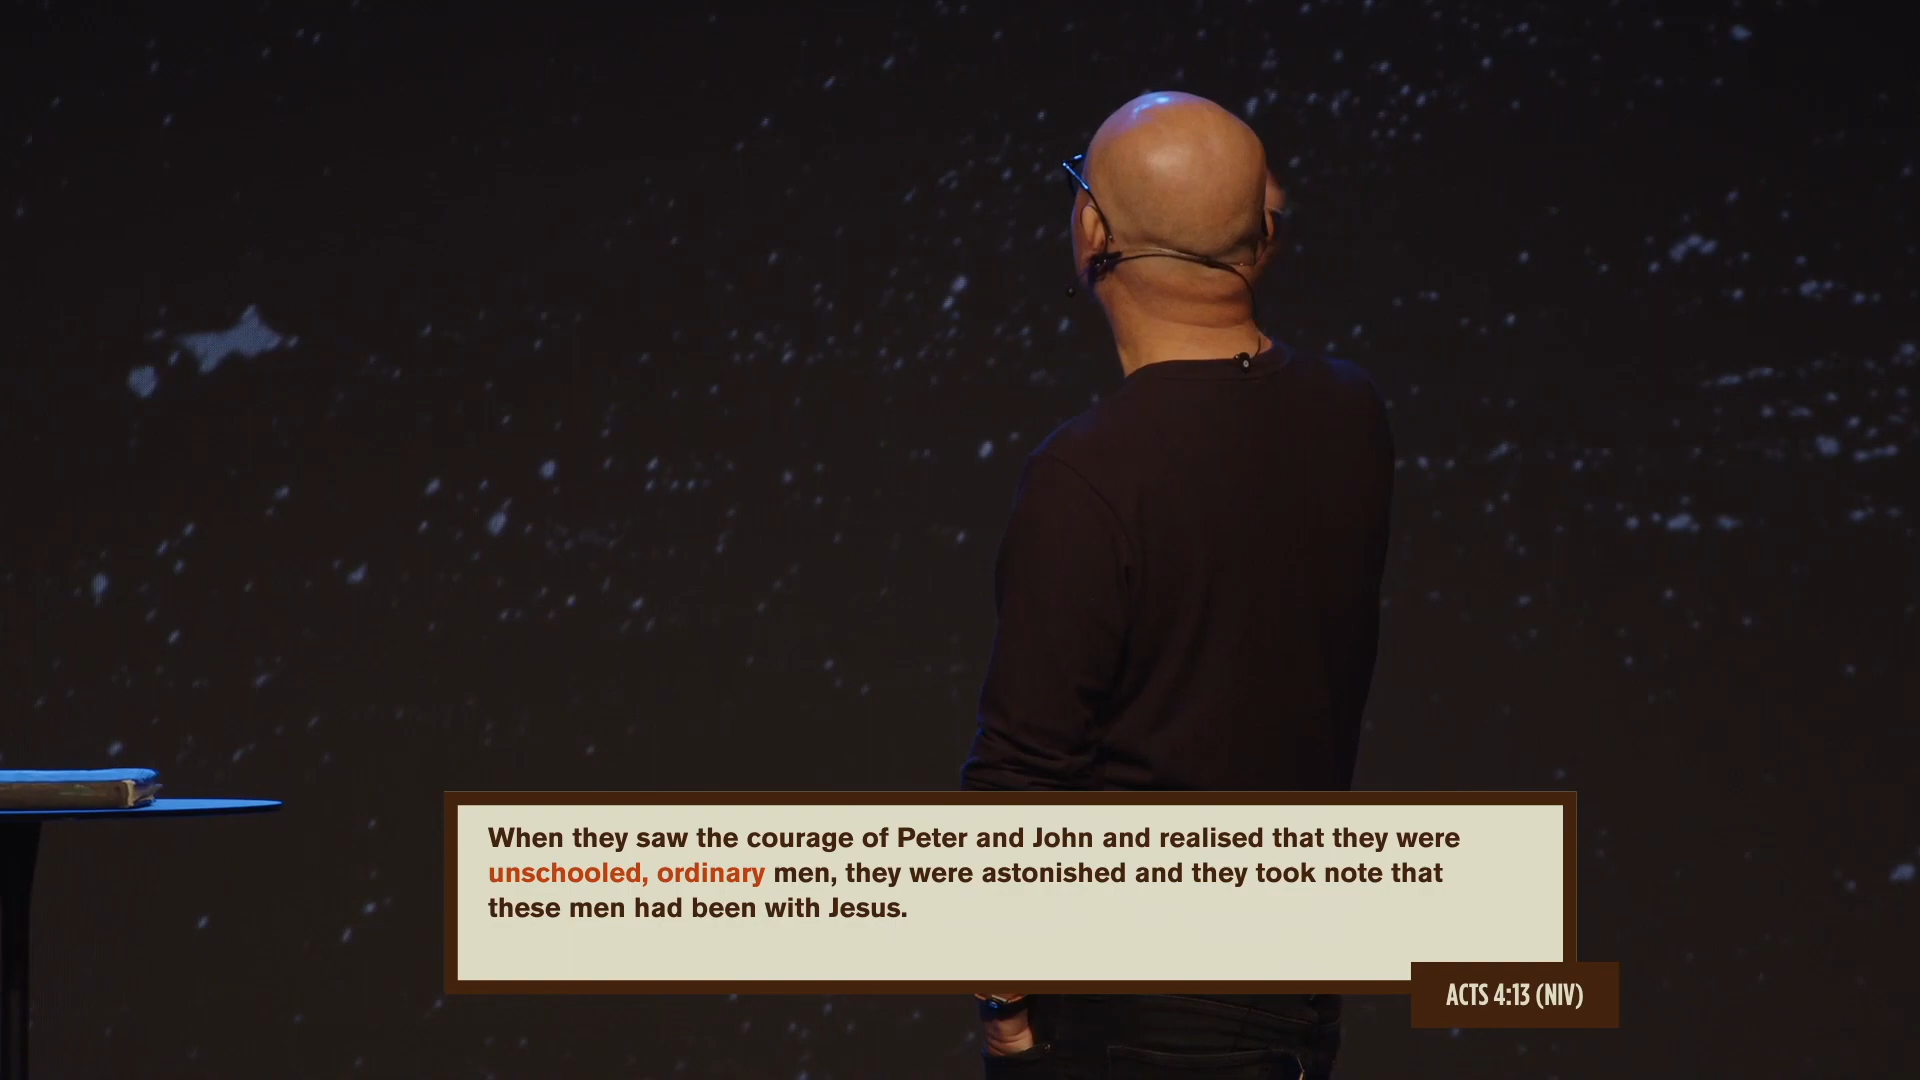 When they saw the courage of Peter and John and realised that they were
unschooled, ordinary men, they were astonished and they took note that
these men had been with Jesus.
ACTS 4:13 (NIV)